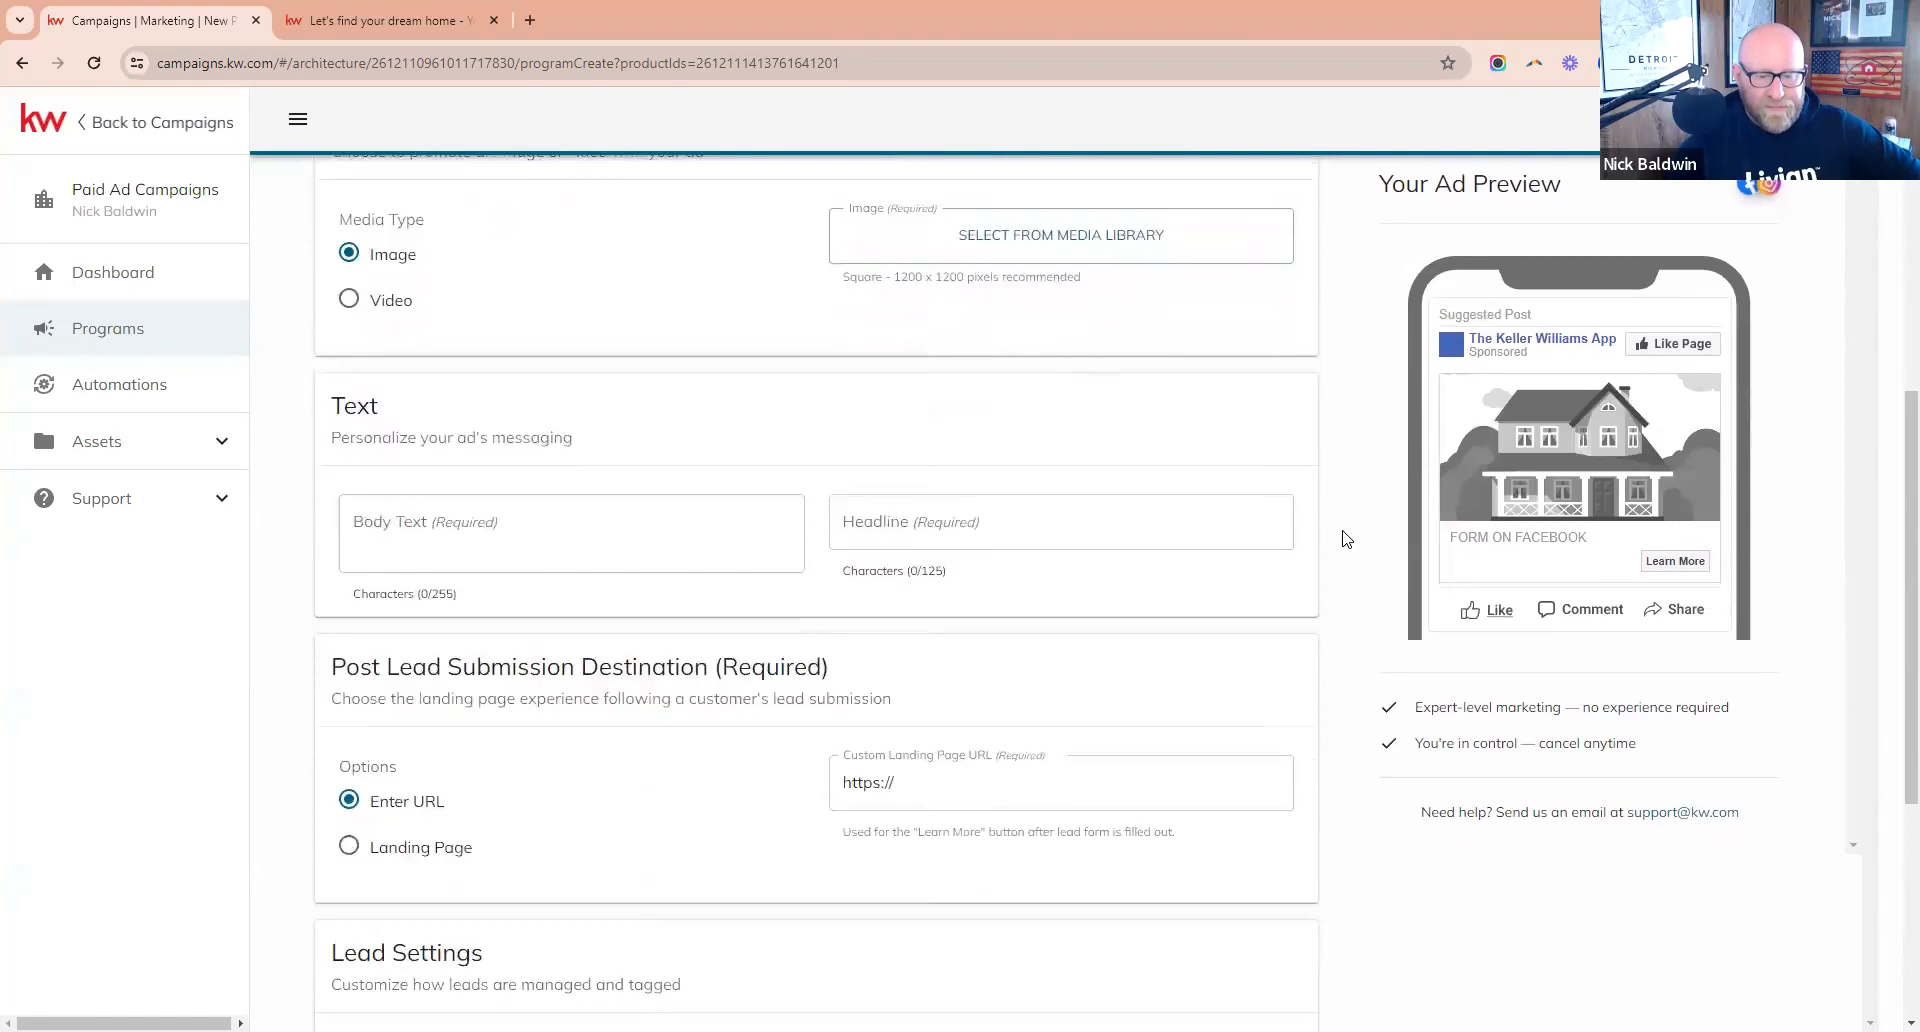 Campaigns | Marketing | New P
Let's find your dream home - Y
campaigns.kw.com/#/architecture/2612110961011717830/programCreate?productIds=2612111413761641201
DETROIT
Nick Baldwin
kw
Back to Campaigns
Paid Ad Campaigns
Nick Baldwin
Dashboard
Programs
Automations
Assets
Support
Media Type
Image
Video
Image (Required)
SELECT FROM MEDIA LIBRARY
Square - 1200 x 1200 pixels recommended
Text
Personalize your ad's messaging
Body Text (Required)
Characters (0/255)
Headline (Required)
Characters (0/125)
Post Lead Submission Destination (Required)
Choose the landing page experience following a customer's lead submission
Options
Enter URL
Landing Page
Custom Landing Page URL (Required)
https://
Used for the "Learn More" button after lead form is filled out.
Lead Settings
Customize how leads are managed and tagged
Your Ad Preview
Suggested Post
The Keller Williams App
Sponsored
Like Page
FORM ON FACEBOOK
Learn More
Like
Comment
Share
Expert-level marketing — no experience required
You're in control — cancel anytime
Need help? Send us an email at support@kw.com